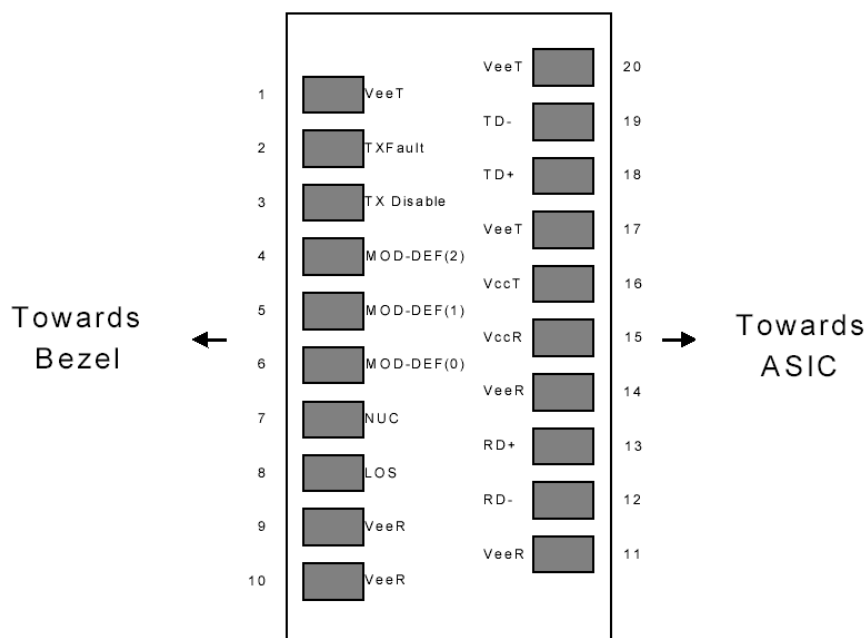 VeeT 20
1 VeeT
TD- 19
2 TXFault
TD+ 18
3 TX Disable
VeeT 17
4 MOD-DEF(2)
VccT 16
5 MOD-DEF(1)
Towards
Bezel
VccR 15
Towards
ASIC
6 MOD-DEF(0)
VeeR 14
7 NUC
RD+ 13
8 LOS
RD- 12
9 VeeR
VeeR 11
10 VeeR